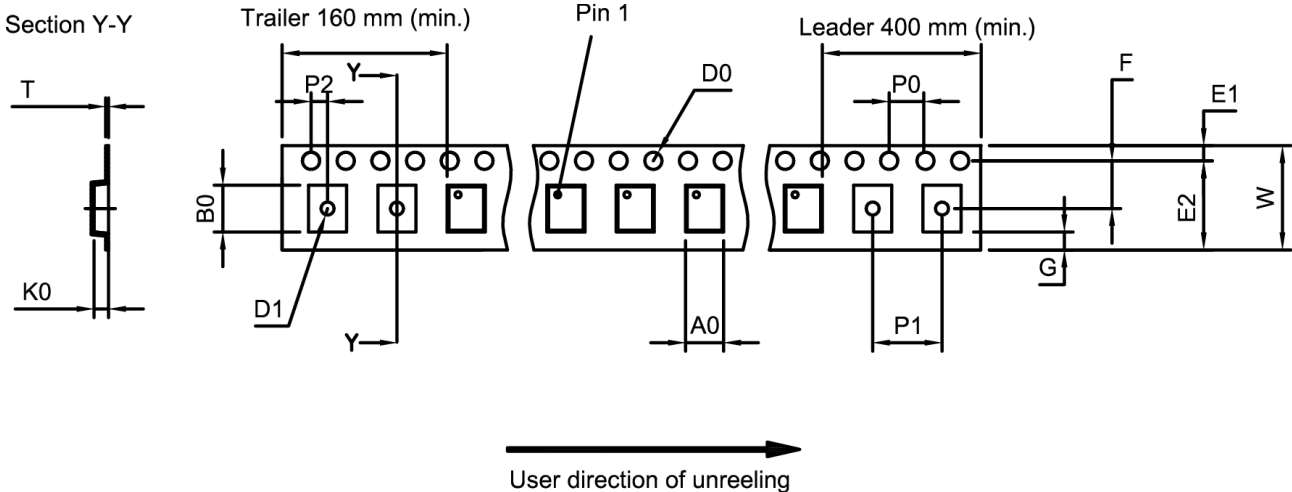 Section Y-Y
Trailer 160 mm (min.)
Pin 1
Leader 400 mm (min.)
T
P2
Y
D0
P0
F
E1
B0
E2
W
K0
D1
Y
A0
P1
G
User direction of unreeling